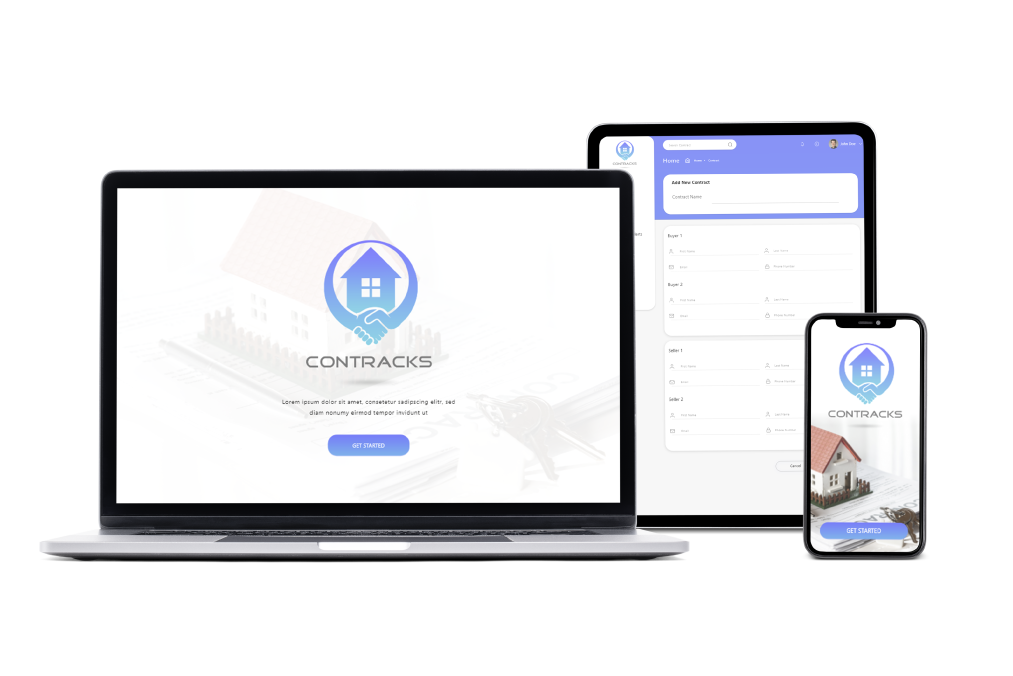 CONTRACKS
Lorem ipsum dolor sit amet, consetetur sadipscing elitr, sed
diam nonumy eirmod tempor invidunt ut
GET STARTED
CONTRACKS
Home
Home
Contract
John Doe
Add New Contract
Contract Name
Buyer 1
First Name
Last Name
Email
Phone Number
Buyer 2
First Name
Last Name
Email
Phone Number
Seller 1
First Name
Last Name
Email
Phone Number
Seller 2
First Name
Last Name
Email
Phone Number
Cancel
CONTRACKS
GET STARTED